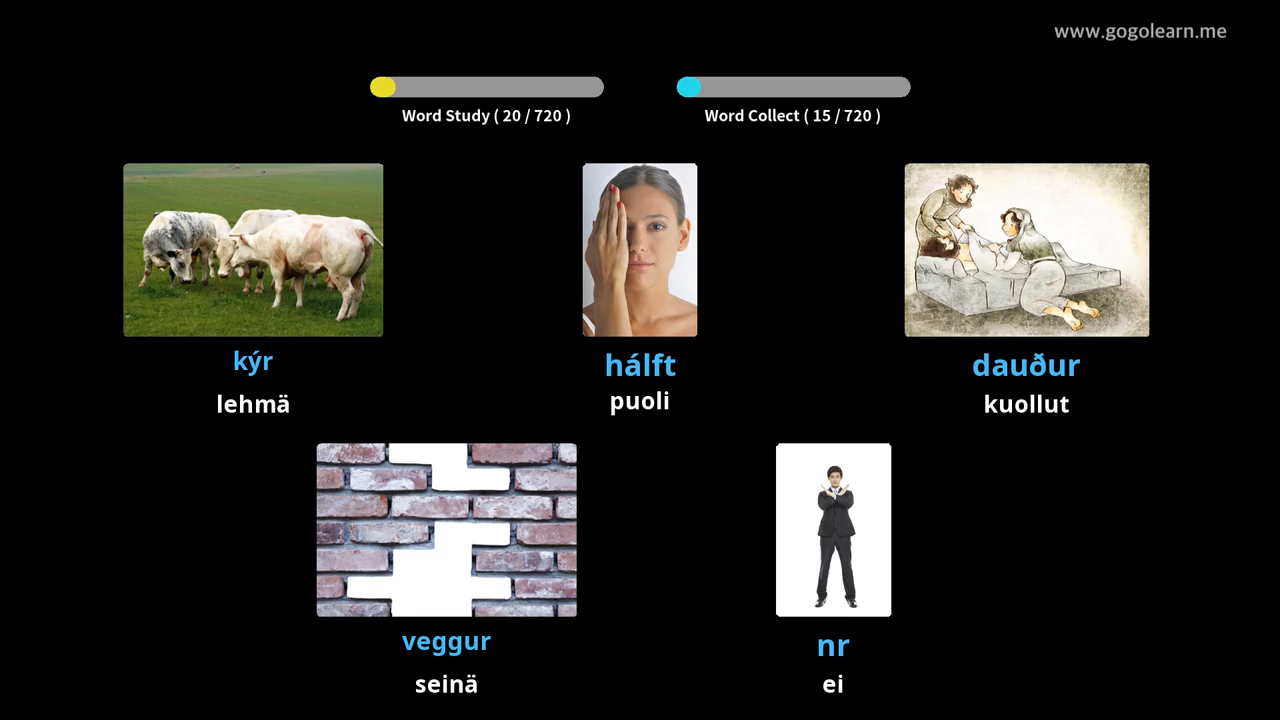 www.gogolearn.me
Word Study ( 20 / 720 )
Word Collect ( 15 / 720 )
kýr
lehmä
hálft
puoli
dauður
kuollut
veggur
seinä
nr
ei